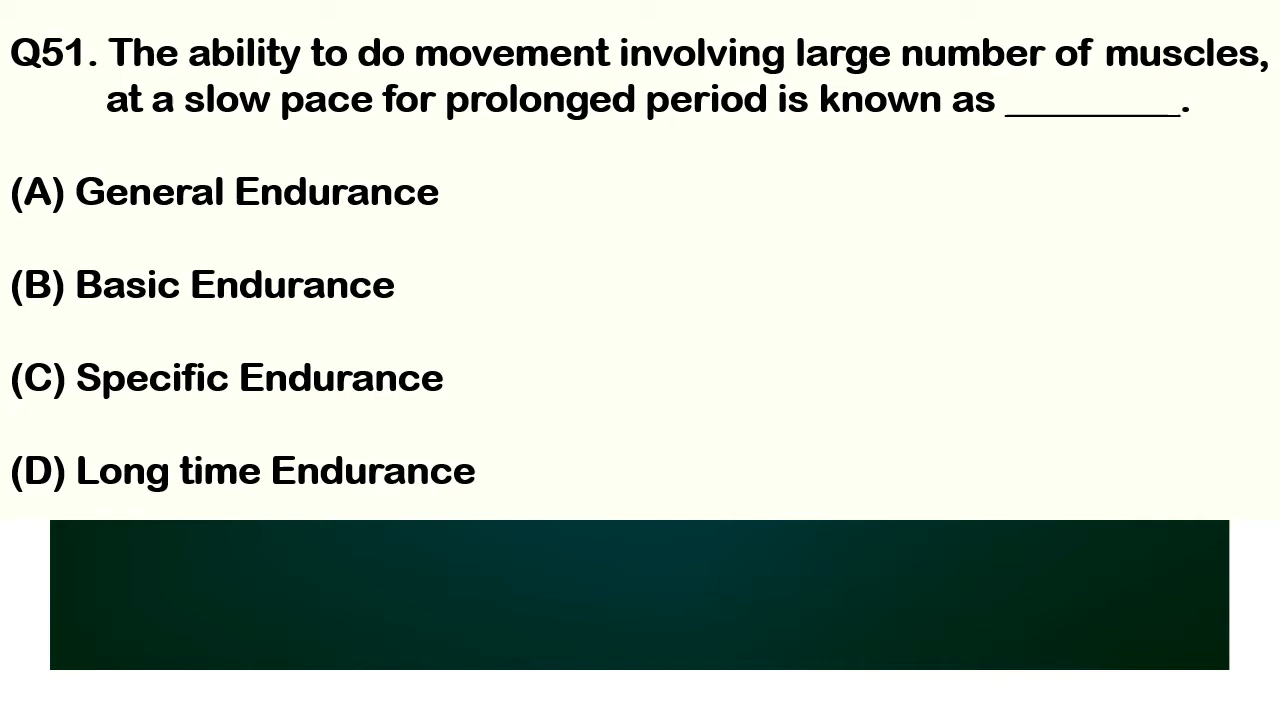 Q51. The ability to do movement involving large number of muscles,
at a slow pace for prolonged period is known as _________.
(A) General Endurance
(B) Basic Endurance
(C) Specific Endurance
(D) Long time Endurance